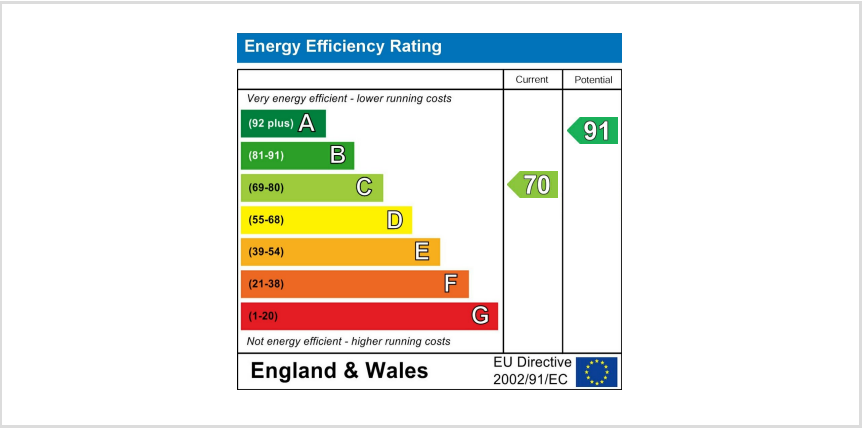 Energy Efficiency Rating
Current Potential
Very energy efficient - lower running costs
(92 plus) A
91
(81-91) B
(69-80) C
70
(55-68) D
(39-54) E
(21-38) F
(1-20) G
Not energy efficient - higher running costs
England & Wales
EU Directive
2002/91/EC